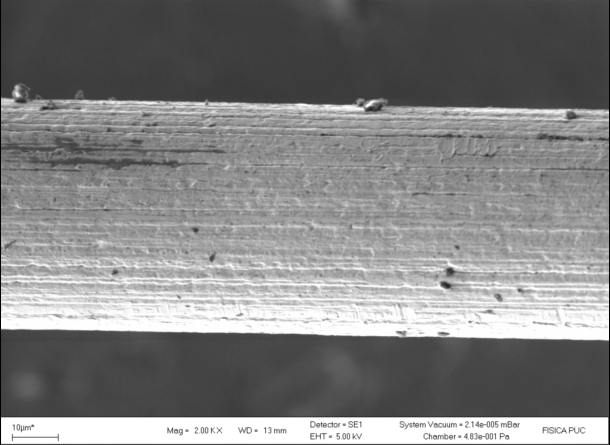 10µm*
Mag = 2.00 K X WD = 13 mm
Detector = SE1
EHT = 5.00 kV
System Vacuum = 2.14e-005 mBar
Chamber = 4.83e-001 Pa
FISICA PUC